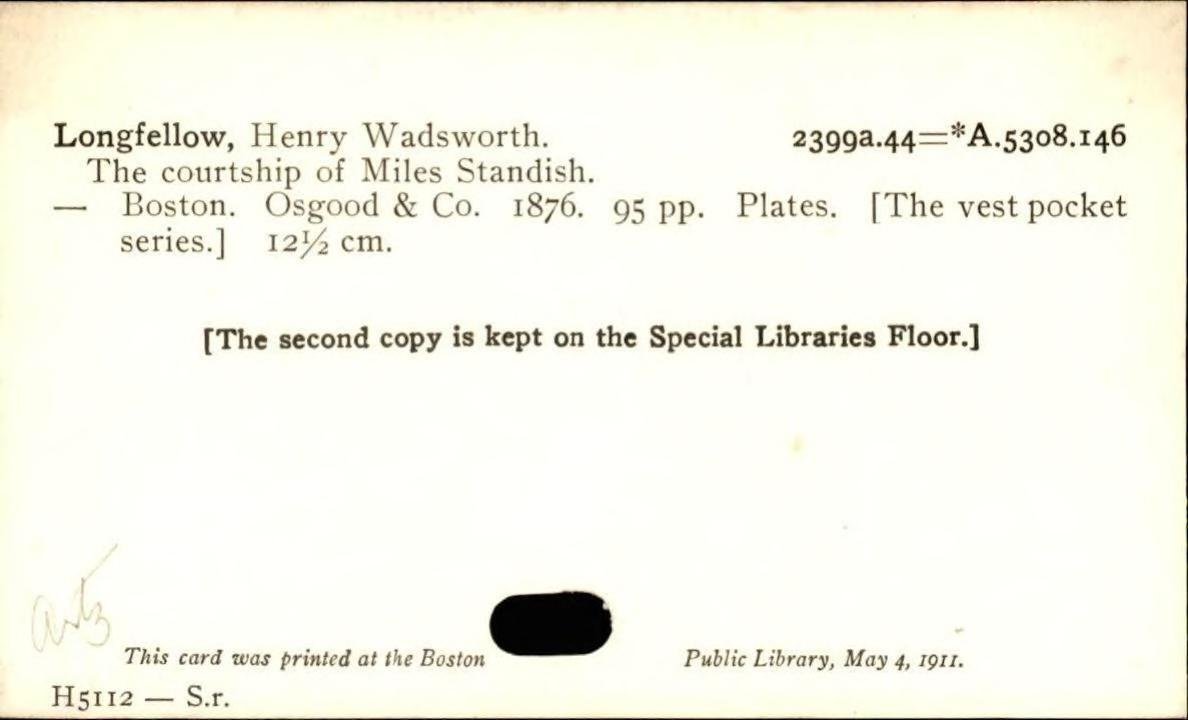 Longfellow, Henry Wadsworth. 2399a.44=*A.5308.146
The courtship of Miles Standish.
— Boston. Osgood & Co. 1876. 95 pp. Plates. [The vest pocket
series.] 12½ cm.
[The second copy is kept on the Special Libraries Floor.]
Artz
This card was printed at the Boston Public Library, May 4, 1911.
H5112 — S.r.